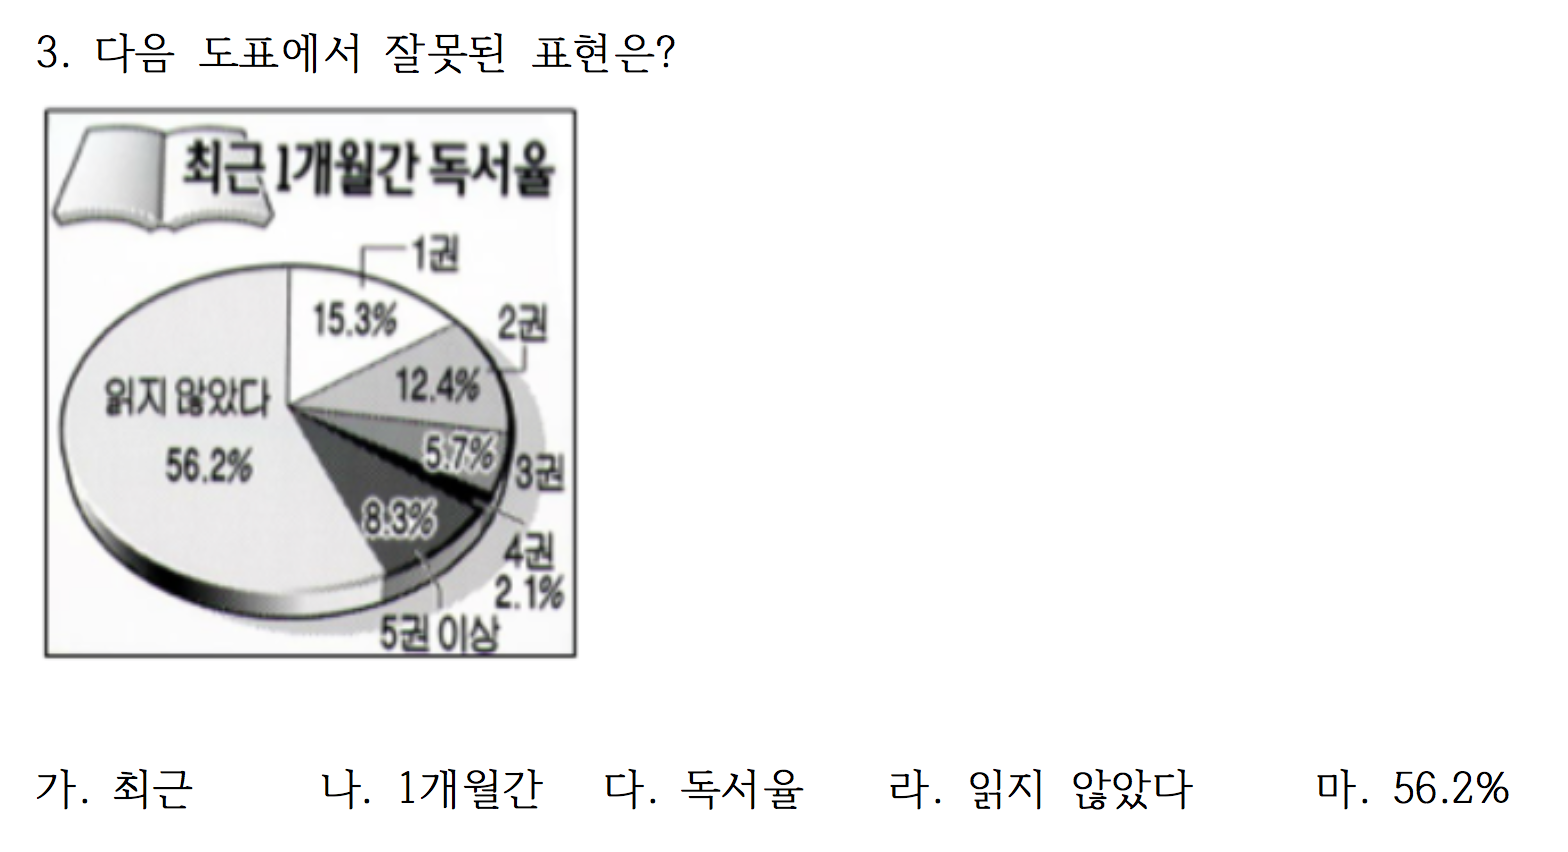 3. 다음 도표에서 잘못된 표현은?
최근 1개월간 독서율
1권
15.3%
2권
12.4%
읽지 않았다
56.2%
5.7%
3권
8.3%
4권
2.1%
5권 이상
가. 최근 나. 1개월간 다. 독서율 라. 읽지 않았다 마. 56.2%